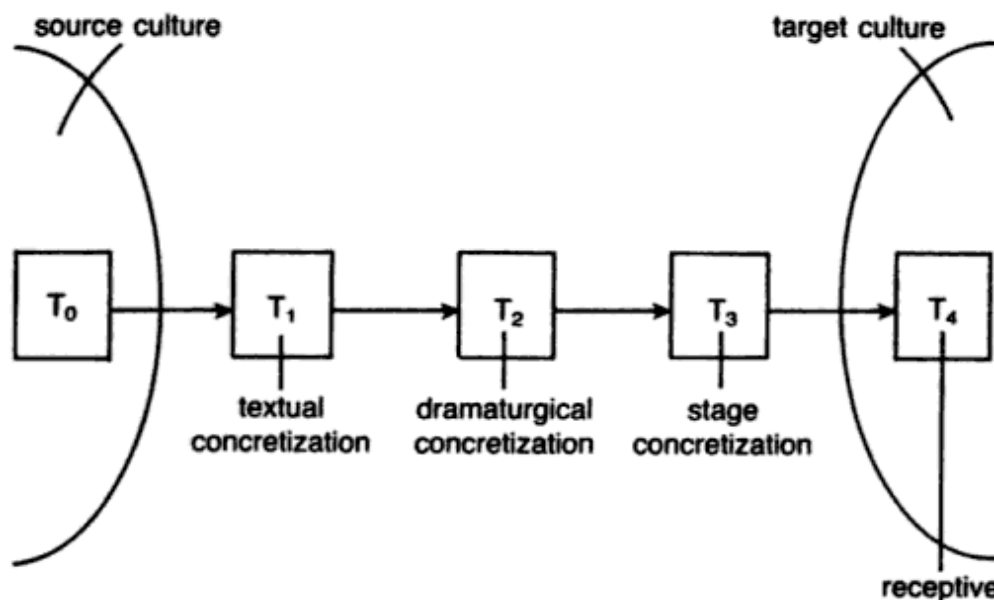 source culture
target culture
T₀
T₁
T₂
T₃
T₄
textual
concretization
dramaturgical
concretization
stage
concretization
receptive